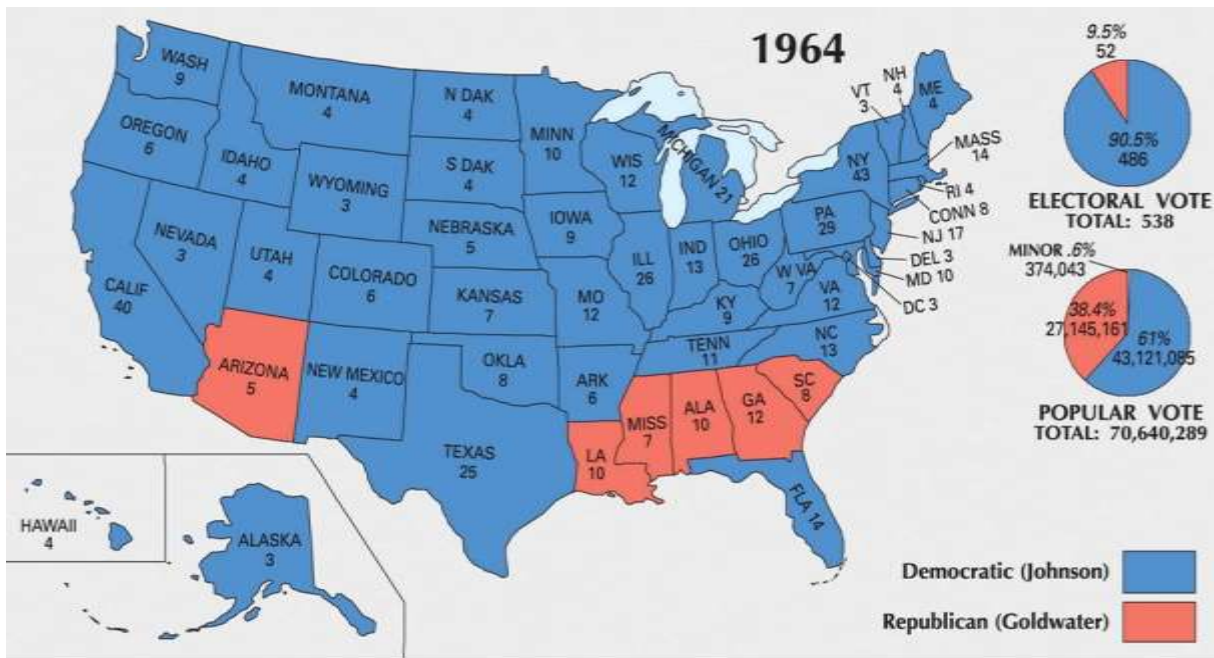 1964
WASH
9
OREGON
6
CALIF
40
NEVADA
3
IDAHO
4
MONTANA
4
WYOMING
3
UTAH
4
COLORADO
6
ARIZONA
5
NEW MEXICO
4
N DAK
4
S DAK
4
NEBRASKA
5
KANSAS
7
OKLA
8
TEXAS
25
MINN
10
IOWA
9
MO
12
ARK
6
LA
10
WIS
12
ILL
26
MICHIGAN 21
IND
13
OHIO
26
KY
9
TENN
11
MISS
7
ALA
10
GA
12
FLA 14
SC
8
NC
13
VA
12
W VA
7
PA
29
NY
43
VT
3
NH
4
ME
4
MASS
14
RI 4
CONN 8
NJ 17
DEL 3
MD 10
DC 3
HAWAII
4
ALASKA
3
9.5%
52
90.5%
486
ELECTORAL VOTE
TOTAL: 538
MINOR .6%
374,043
38.4%
27,145,161
61%
43,121,085
POPULAR VOTE
TOTAL: 70,640,289
Democratic (Johnson)
Republican (Goldwater)